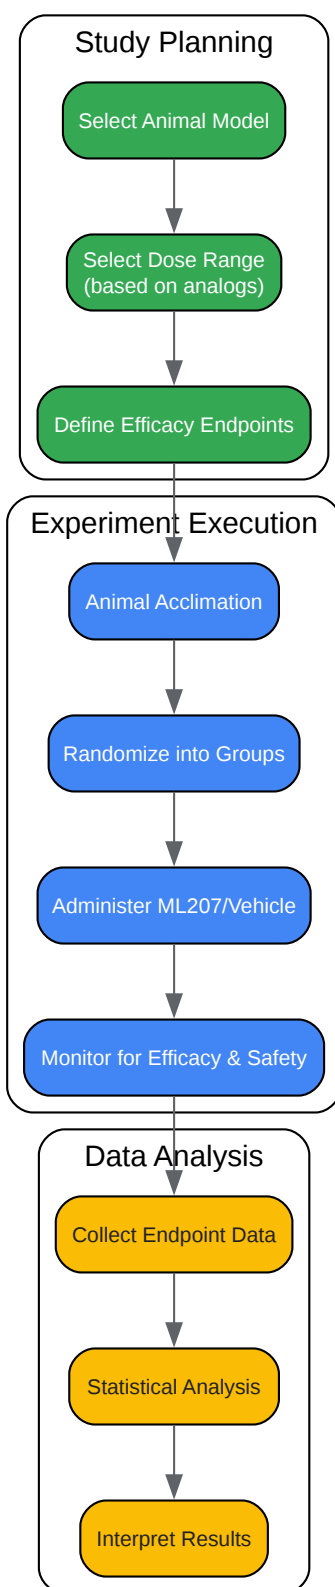 Study Planning
Select Animal Model
Select Dose Range
(based on analogs)
Define Efficacy Endpoints
Experiment Execution
Animal Acclimation
Randomize into Groups
Administer ML207/Vehicle
Monitor for Efficacy & Safety
Data Analysis
Collect Endpoint Data
Statistical Analysis
Interpret Results